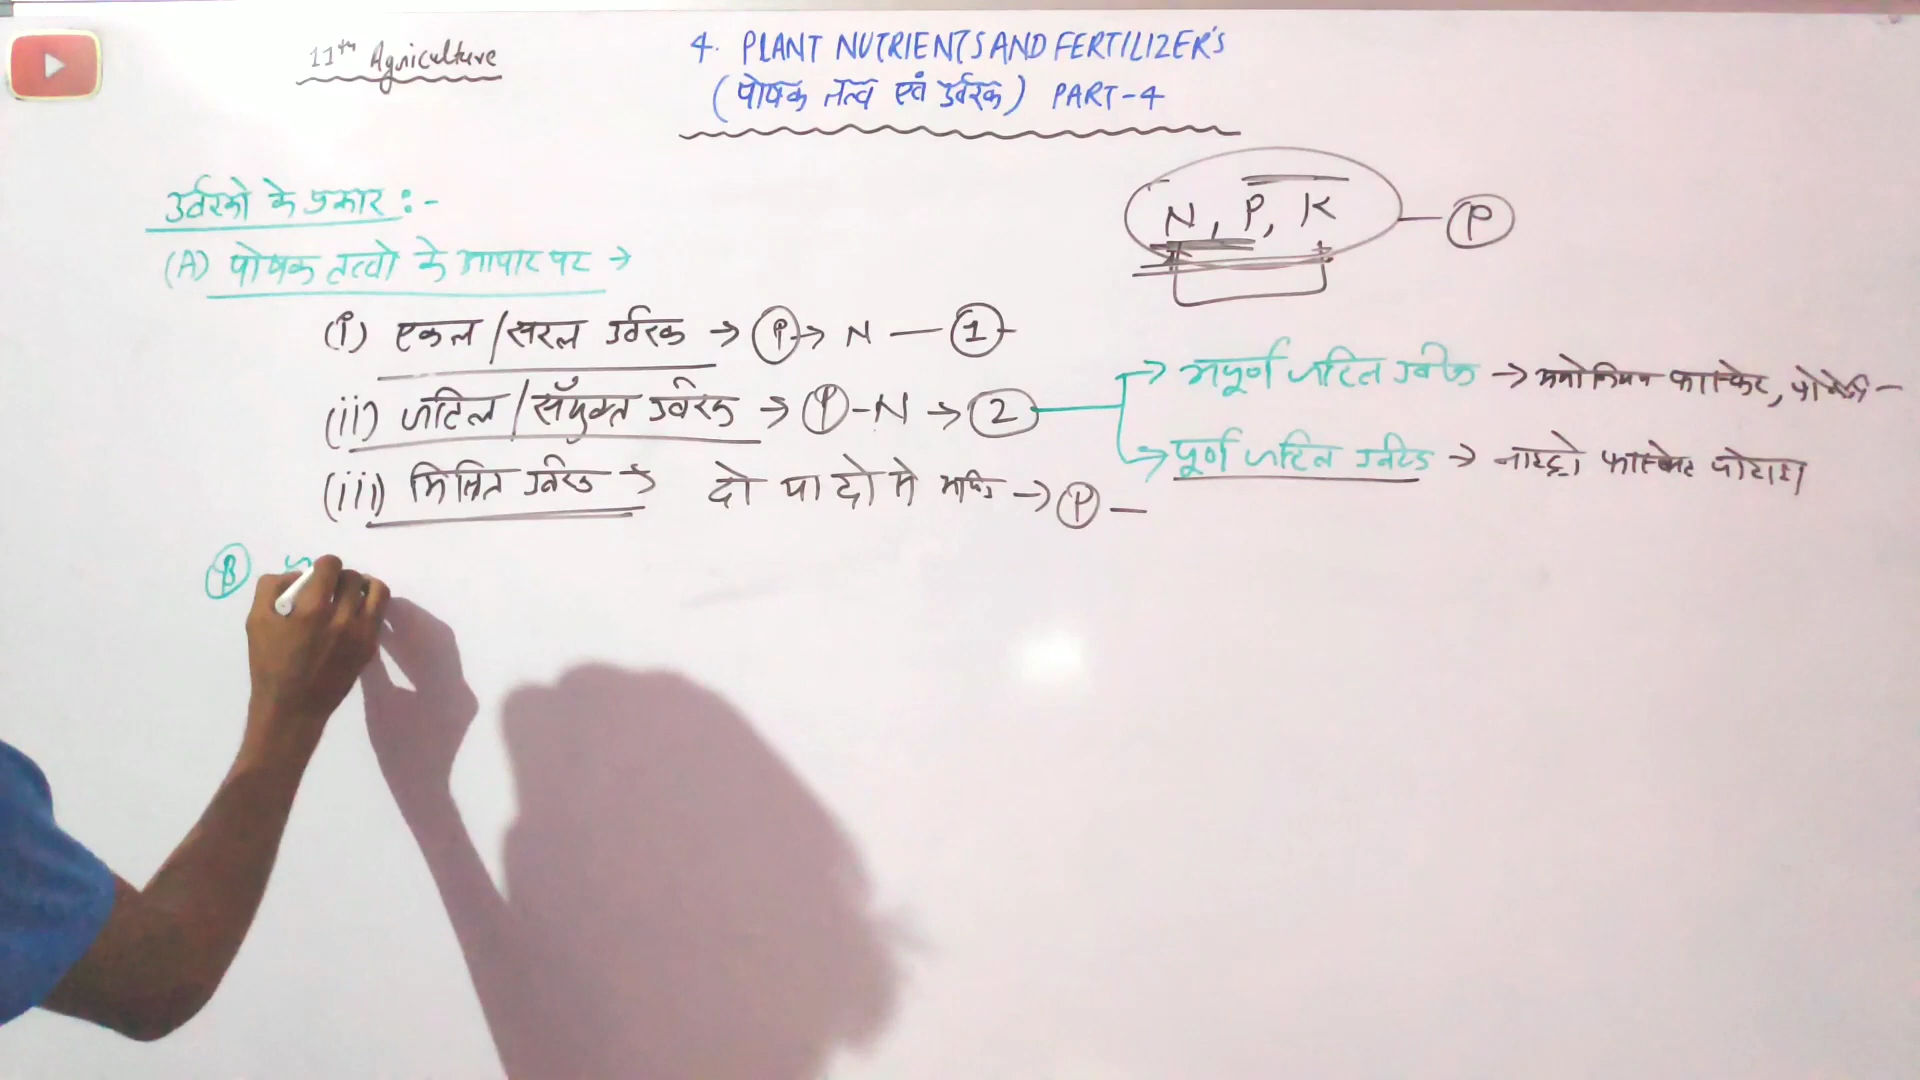 11th Agriculture
4. PLANT NUTRIENTS AND FERTILIZER'S
(पोषक तत्व एवं उर्वरक) PART-4
N, P, K — P
उर्वरको के प्रकार :-
(A) पोषक तत्वो के आधार पर →
(i) एकल/सरल उर्वरक → P → N — 1
(ii) जटिल/संयुक्त उर्वरक → P - N → 2
→ अपूर्ण जटिल उर्वरक → अमोनियम फास्फेट,
→ पूर्ण जटिल उर्वरक → नाइट्रो फास्फेट पोटाश
(iii) मिश्रित उर्वरक → दो या दो से अधिक → P —
B